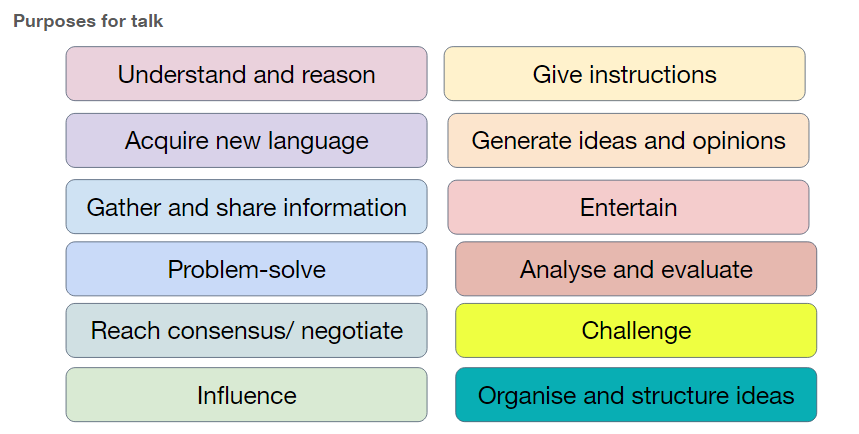 Purposes for talk
Understand and reason
Give instructions
Acquire new language
Generate ideas and opinions
Gather and share information
Entertain
Problem-solve
Analyse and evaluate
Reach consensus/ negotiate
Challenge
Influence
Organise and structure ideas